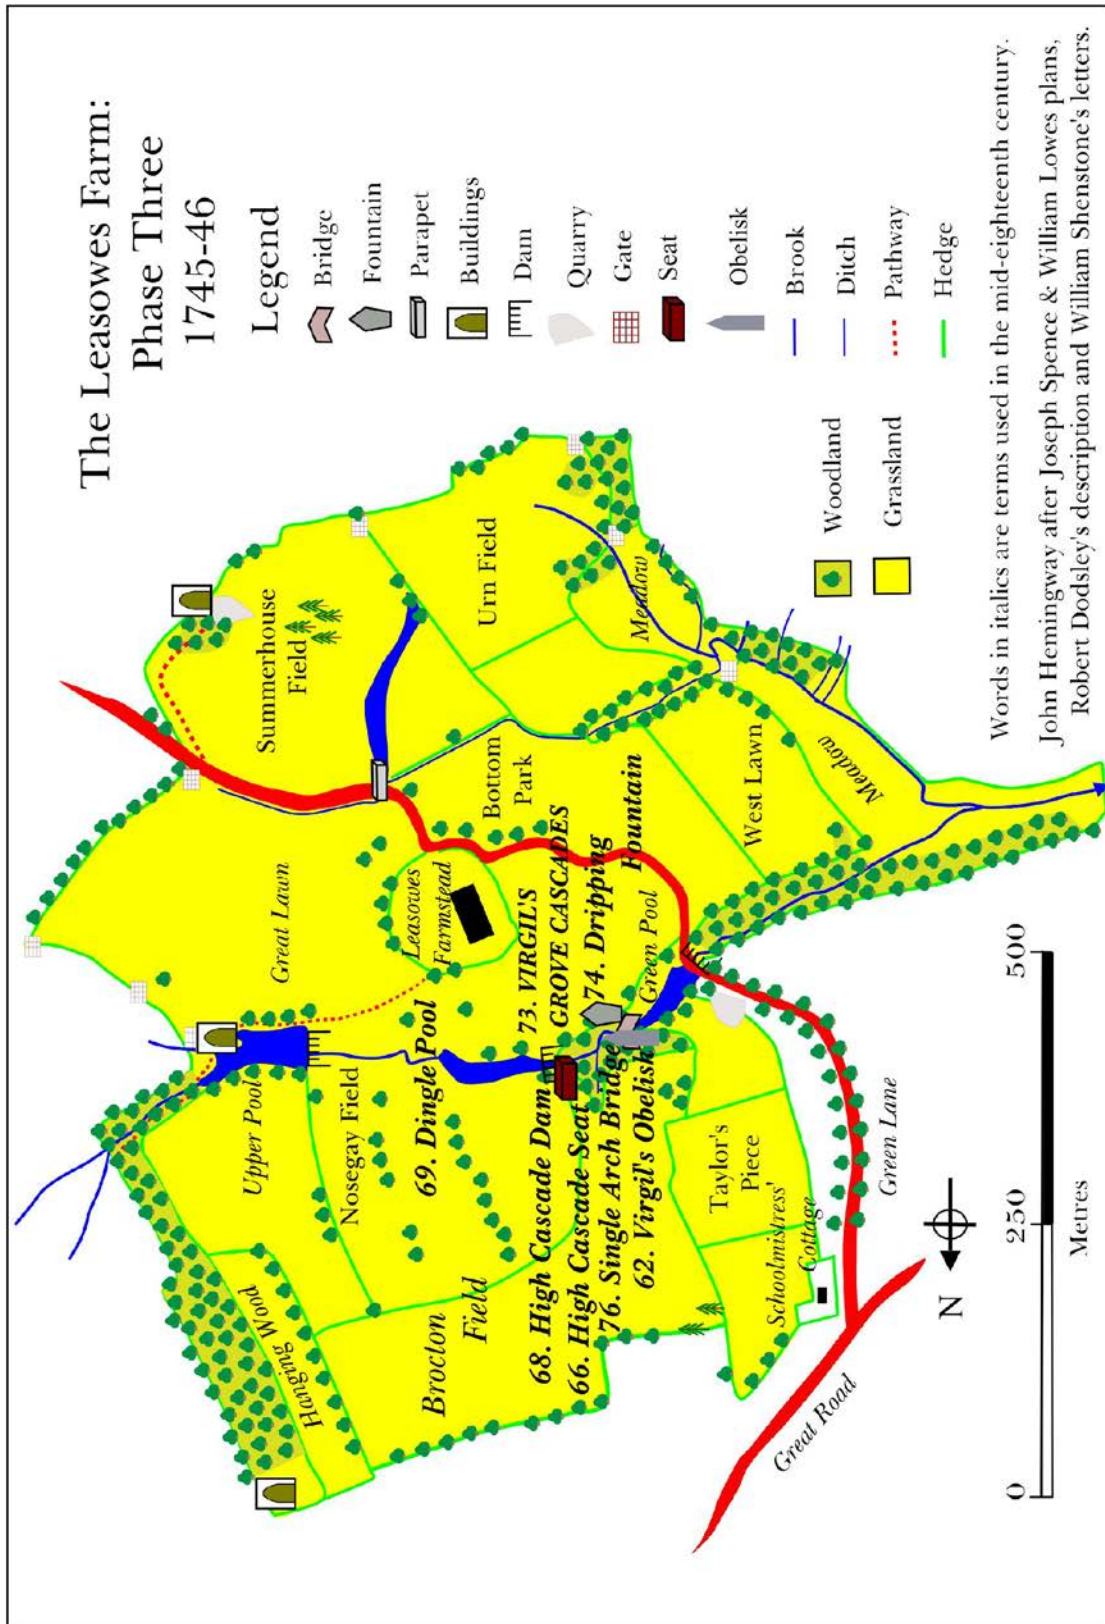 The Leasowes Farm:
Phase Three
1745-46
Legend
Bridge
Fountain
Parapet
Buildings
Dam
Quarry
Gate
Seat
Obelisk
Brook
Ditch
Pathway
Hedge
Woodland
Grassland
Summerhouse
Field
Urn Field
Meadow
Great Lawn
Leasowes
Farmstead
Bottom
Park
West Lawn
Meadow
Upper Pool
Nosegay Field
69. Dingle Pool
73. VIRGIL'S
GROVE CASCADES
74. Dripping
Fountain
Green Pool
Hanging Wood
Brocton
Field
68. High Cascade Dam
66. High Cascade Seat
76. Single Arch Bridge
62. Virgil's Obelisk
Taylor's
Piece
Schoolmistress'
Cottage
Green Lane
Great Road
N
0
250
500
Metres
Words in italics are terms used in the mid-eighteenth century.
John Hemingway after Joseph Spence & William Lowes plans,
Robert Dodsley's description and William Shenstone's letters.